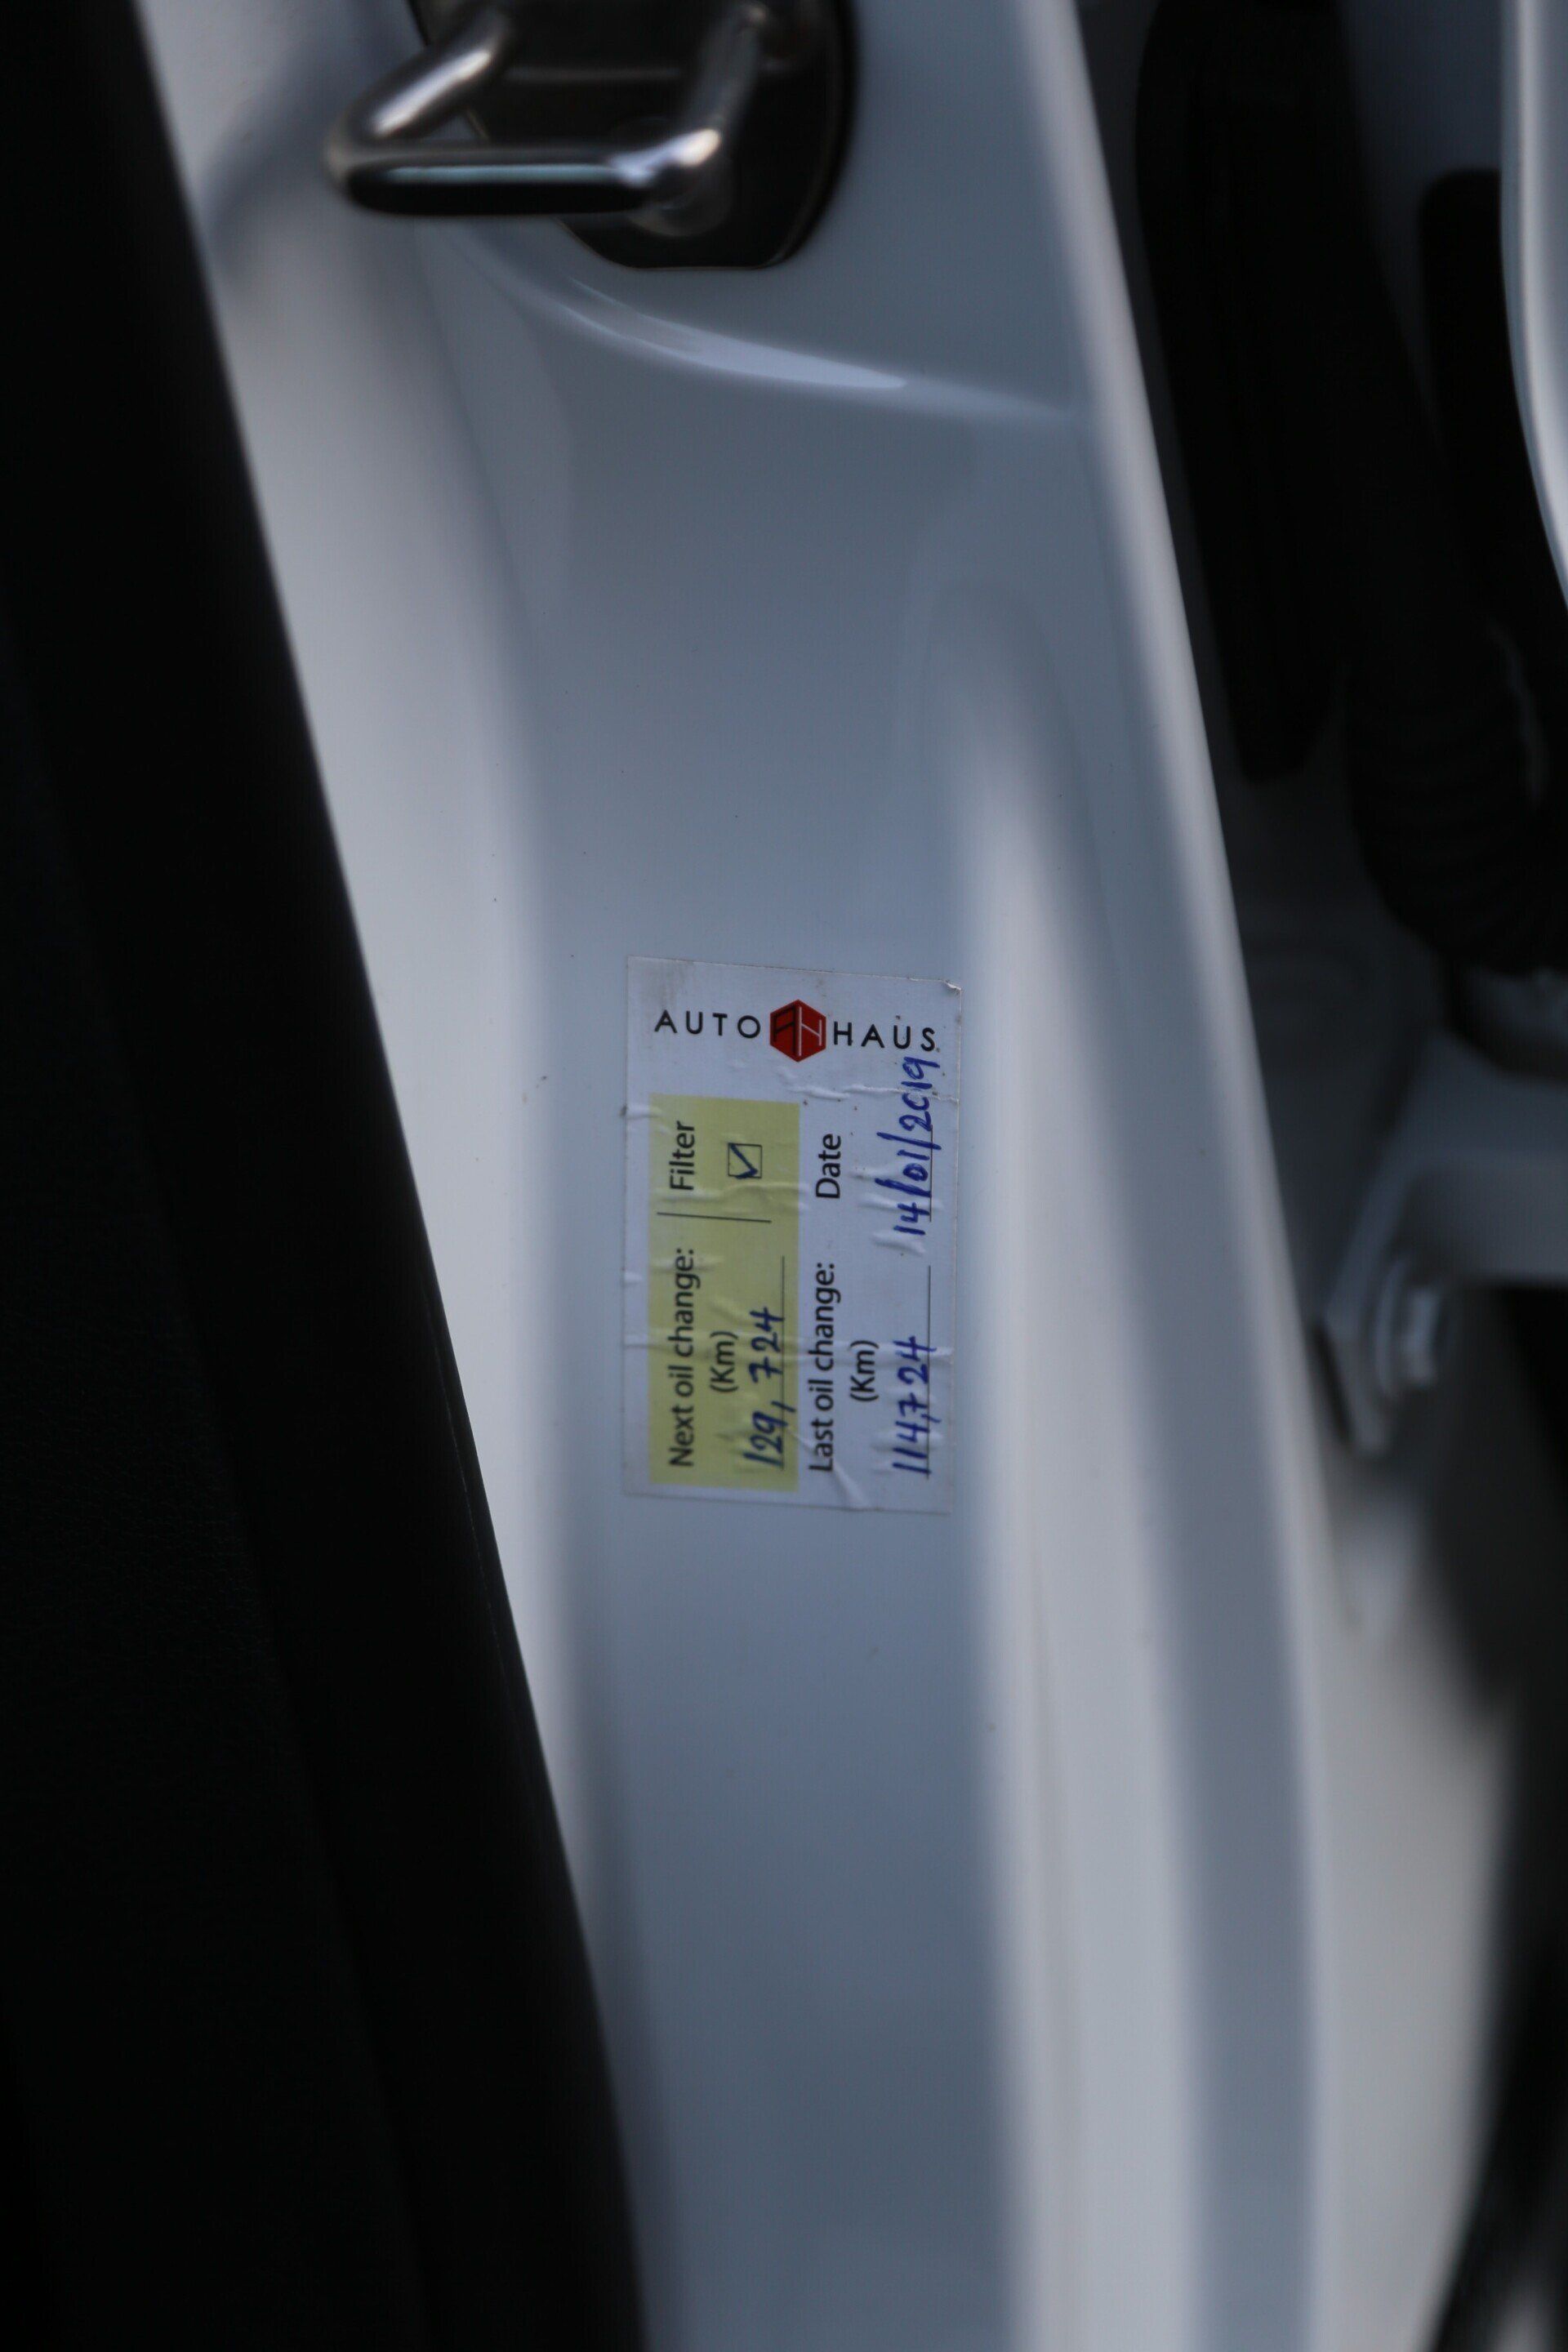 AUTO HAUS
Next oil change: | Filter
(Km)
129,724 ☑
Last oil change: Date
(Km)
114,724 14/01/2019